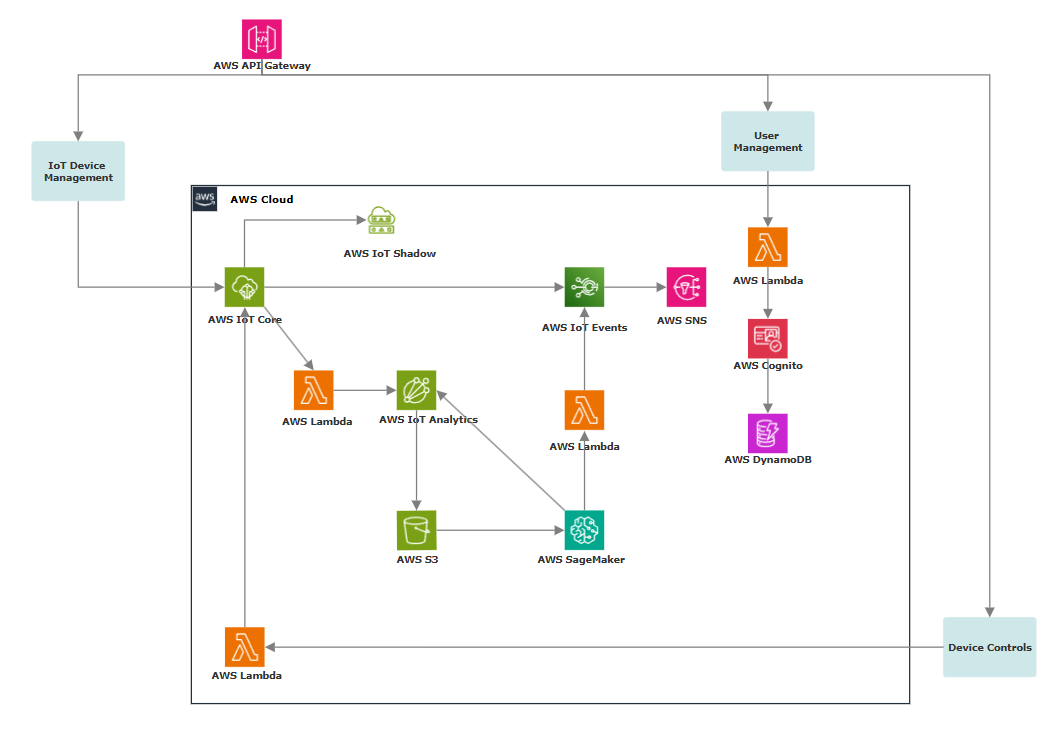 AWS API Gateway
IoT Device
Management
User
Management
aws
AWS Cloud
AWS IoT Shadow
AWS IoT Core
AWS IoT Events
AWS SNS
AWS Lambda
AWS Cognito
AWS DynamoDB
AWS Lambda
AWS IoT Analytics
AWS Lambda
AWS S3
AWS SageMaker
AWS Lambda
Device Controls